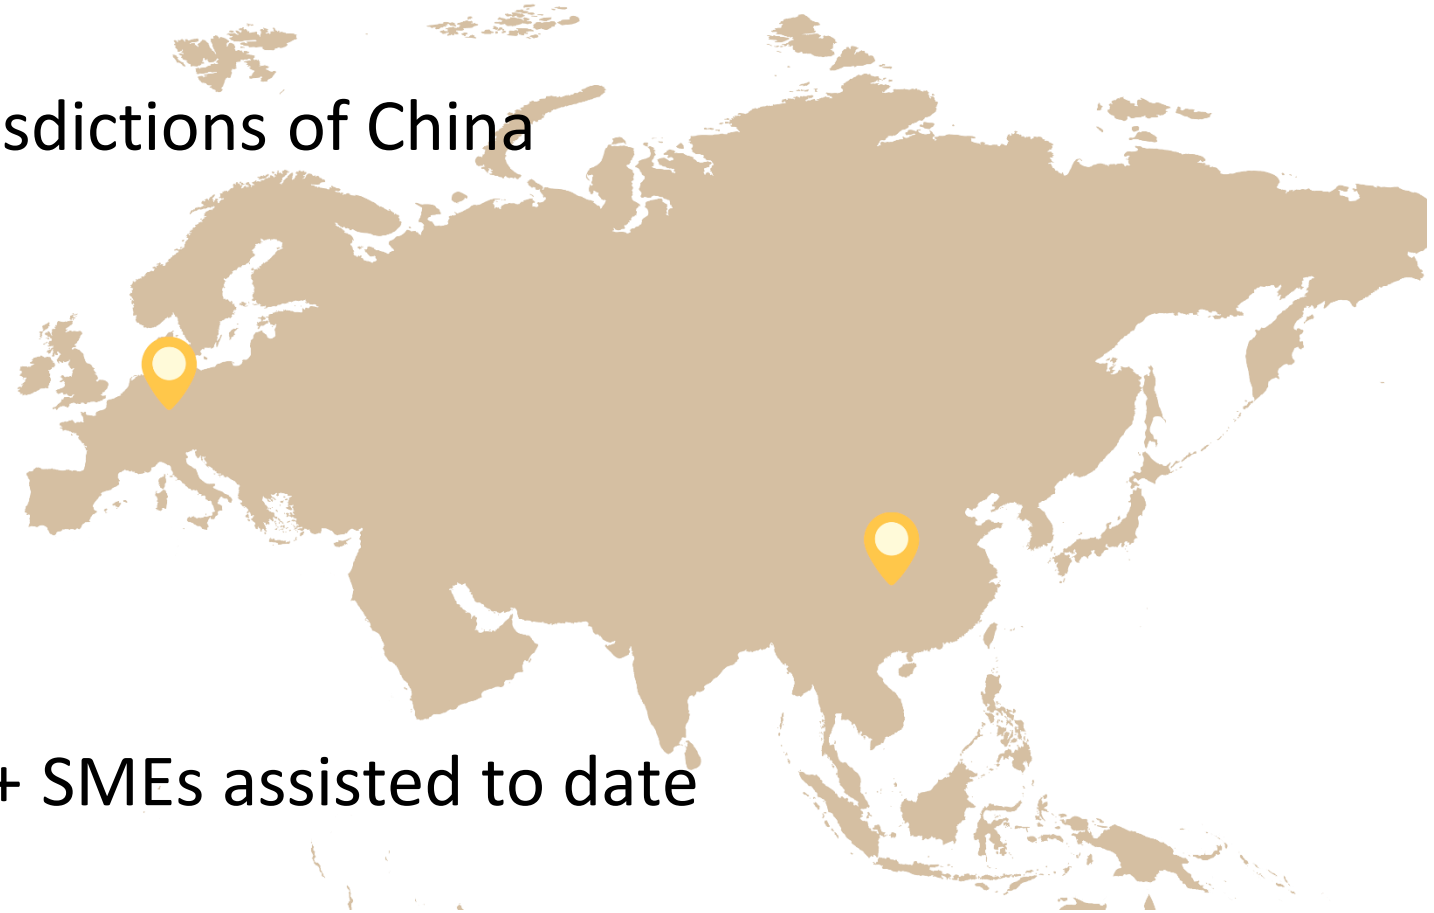 sdictions of China
+ SMEs assisted to date